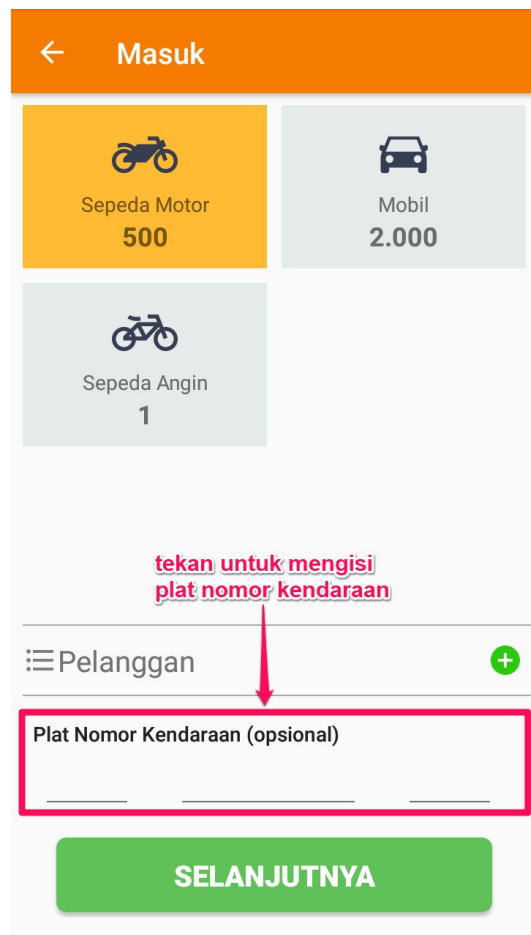 Masuk
Sepeda Motor
500
Mobil
2.000
Sepeda Angin
1
tekan untuk mengisi
plat nomor kendaraan
Pelanggan
Plat Nomor Kendaraan (opsional)
SELANJUTNYA